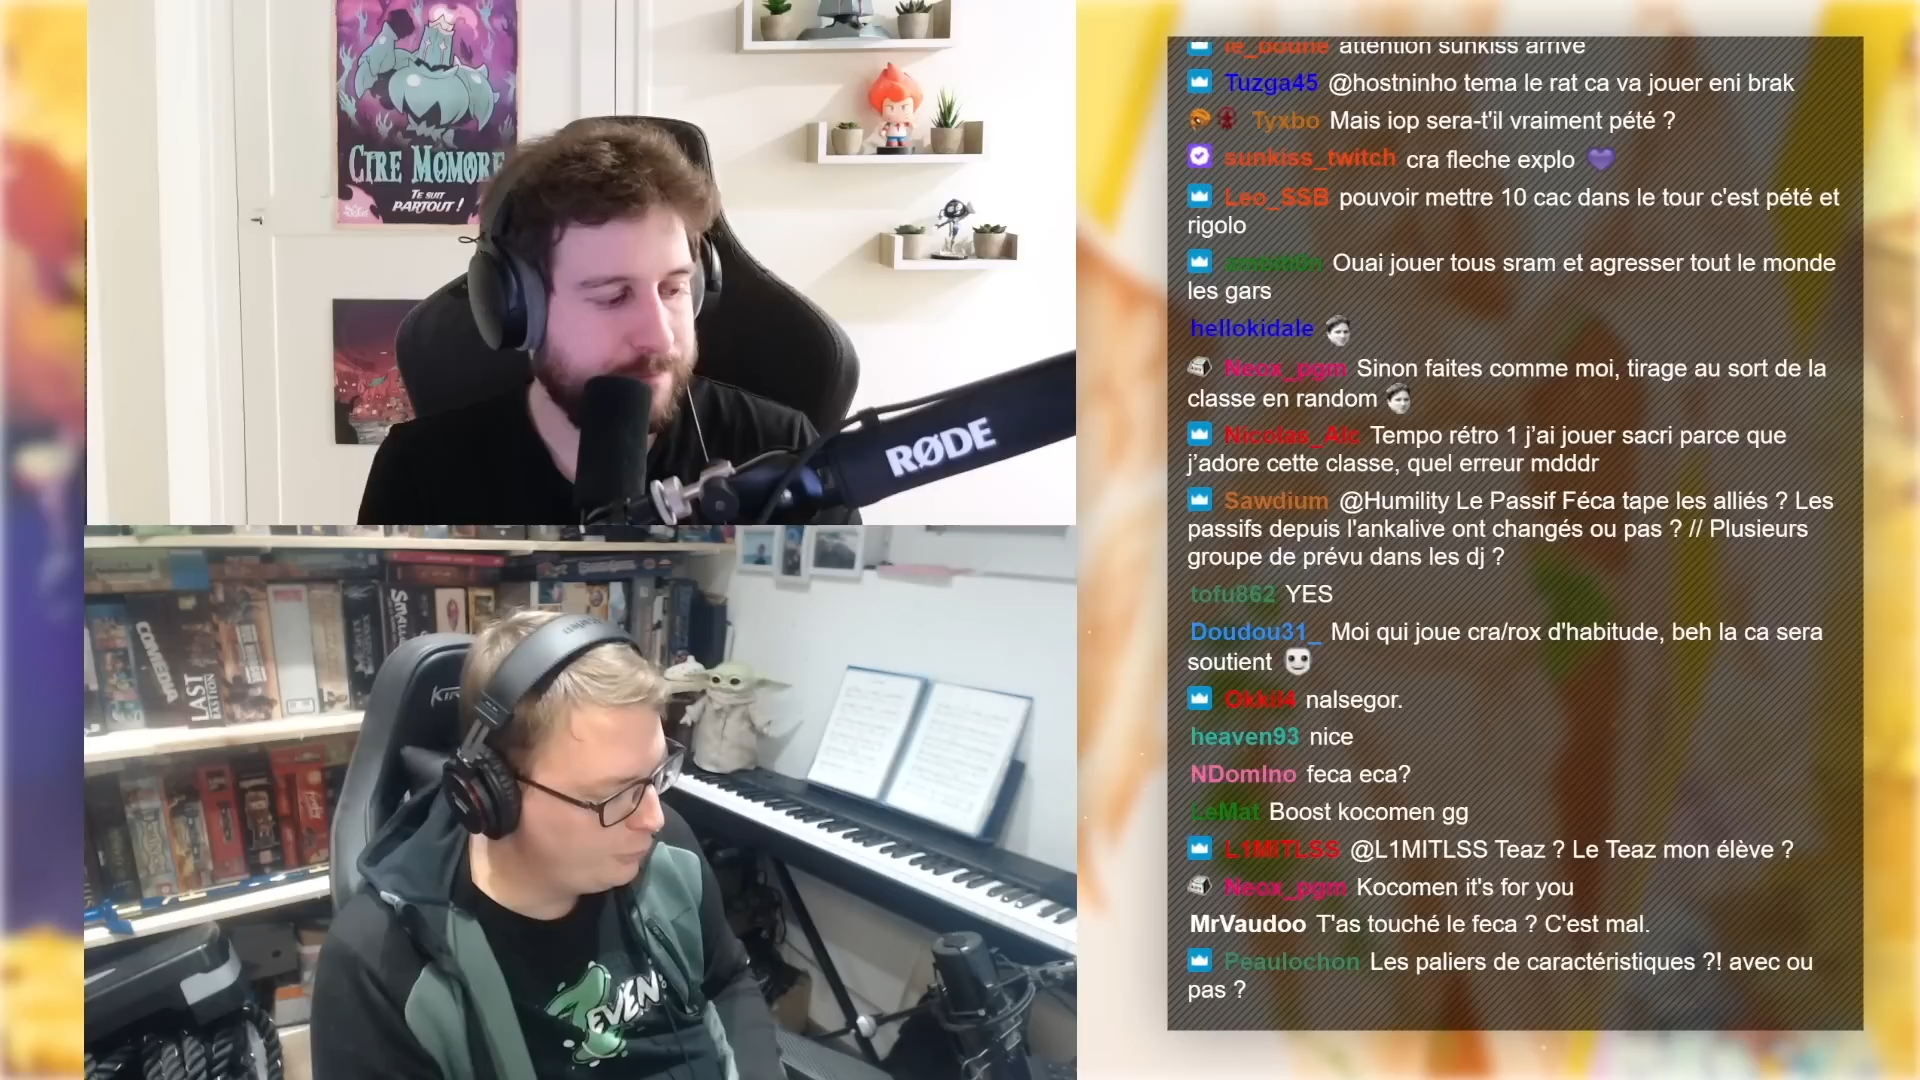 CIRE MOMORE
TE SUIT
PARTOUT !
RØDE
COMEDIA
LAST
BASTION
SMALL
7EVEN
le_boune attention sunkiss arrive
Tuzga45 @hostninho tema le rat ca va jouer eni brak
Tyxbo Mais iop sera-t'il vraiment pété ?
sunkiss_twitch cra fleche explo
Leo_SSB pouvoir mettre 10 cac dans le tour c'est pété et
rigolo
Ouai jouer tous sram et agresser tout le monde
les gars
hellokidale
Neox_pgm Sinon faites comme moi, tirage au sort de la
classe en random
Nicolas_Alc Tempo rétro 1 j’ai jouer sacri parce que
j’adore cette classe, quel erreur mdddr
Sawdium @Humility Le Passif Féca tape les alliés ? Les
passifs depuis l'ankalive ont changés ou pas ? // Plusieurs
groupe de prévu dans les dj ?
tofu862 YES
Doudou31_ Moi qui joue cra/rox d'habitude, beh la ca sera
soutient
Okkil4 nalsegor.
heaven93 nice
NDomIno feca eca?
LeMat Boost kocomen gg
L1MITLSS @L1MITLSS Teaz ? Le Teaz mon élève ?
Neox_pgm Kocomen it's for you
MrVaudoo T'as touché le feca ? C'est mal.
Peaulochon Les paliers de caractéristiques ?! avec ou
pas ?